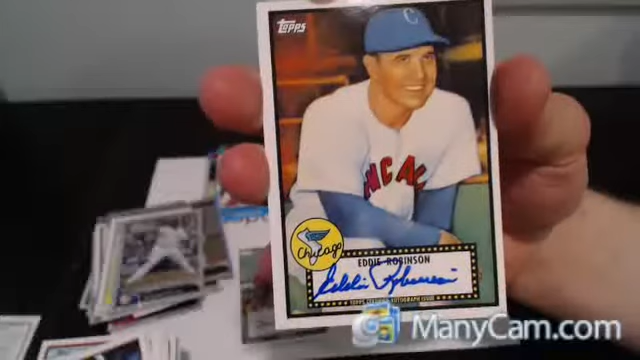 Topps
C
Chicago
EDDIE ROBINSON
Eddie Robinson
TOPPS CERTIFIED AUTOGRAPH ISSUE
ManyCam.com